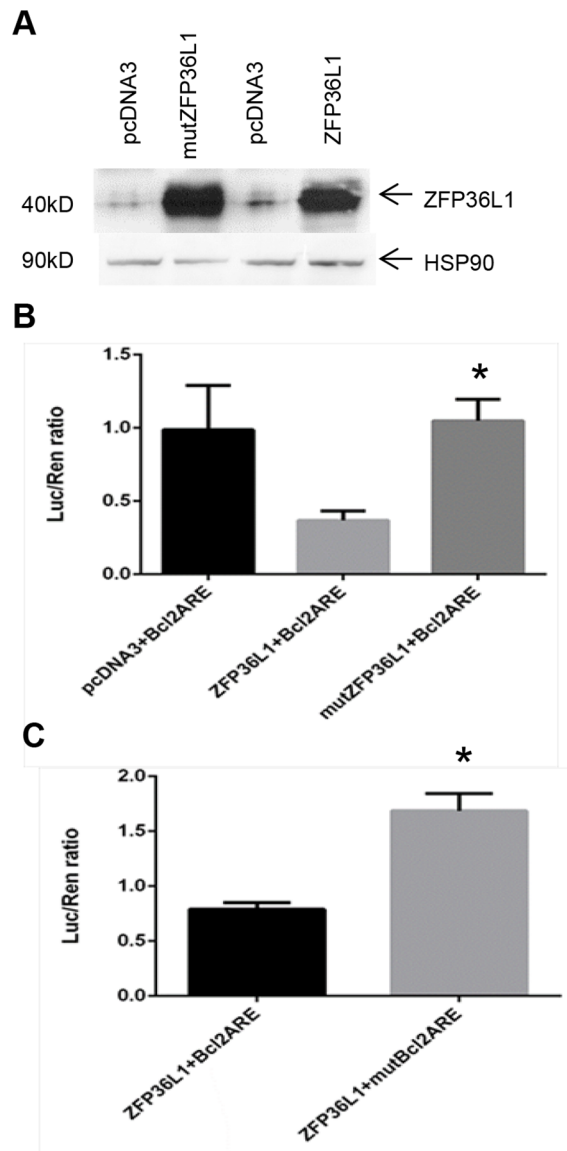 A
pcDNA3
mutZFP36L1
pcDNA3
ZFP36L1
40kD
ZFP36L1
90kD
HSP90
B
Luc/Ren ratio
1.5
1.0
0.5
0.0
*
pcDNA3+Bcl2ARE
ZFP36L1+Bcl2ARE
mutZFP36L1+Bcl2ARE
C
Luc/Ren ratio
2.0
1.5
1.0
0.5
0.0
*
ZFP36L1+Bcl2ARE
ZFP36L1+mutBcl2ARE